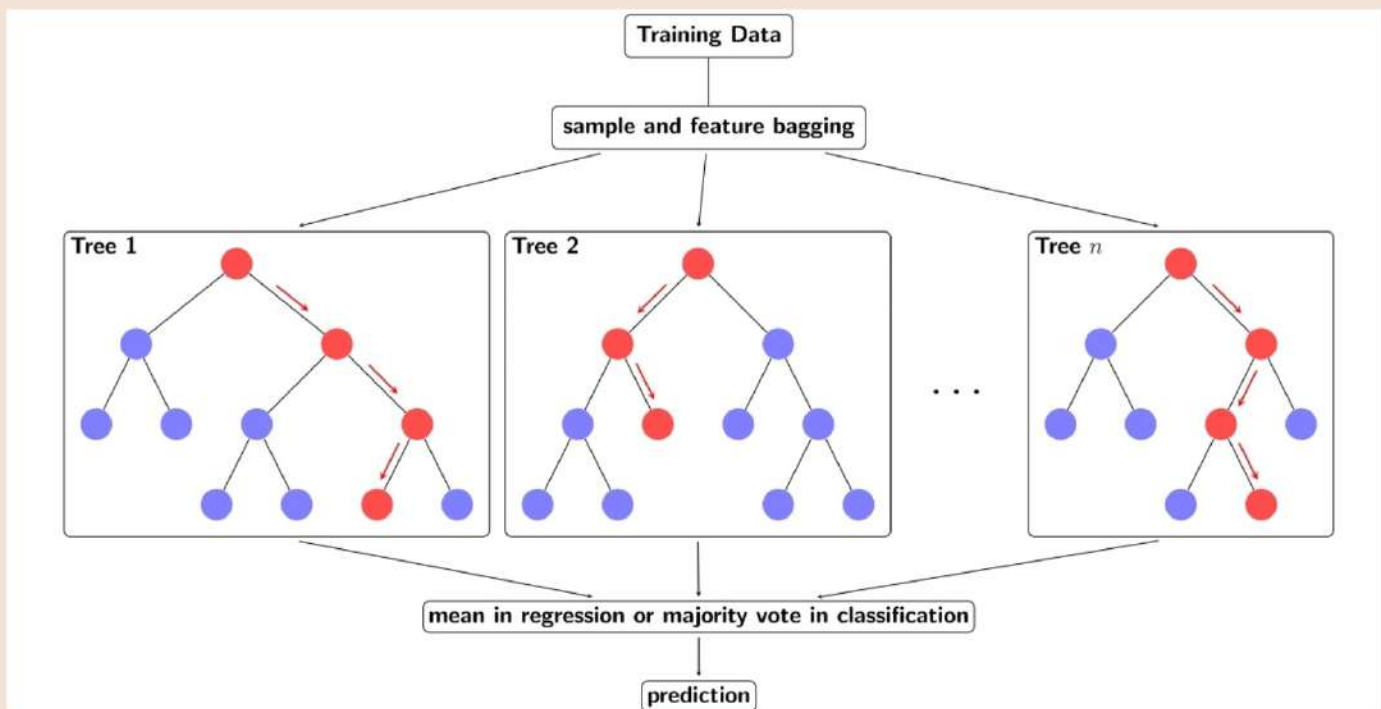 Training Data
sample and feature bagging
Tree 1
Tree 2
Tree n
. . .
mean in regression or majority vote in classification
prediction